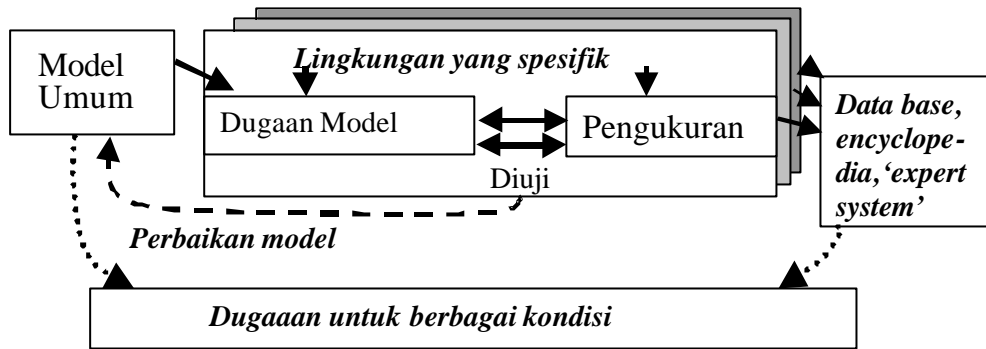 Model
Umum
Lingkungan yang spesifik
Dugaan Model
Pengukuran
Diuji
Data base,
encyclope-
dia, ‘expert
system’
Perbaikan model
Dugaaan untuk berbagai kondisi